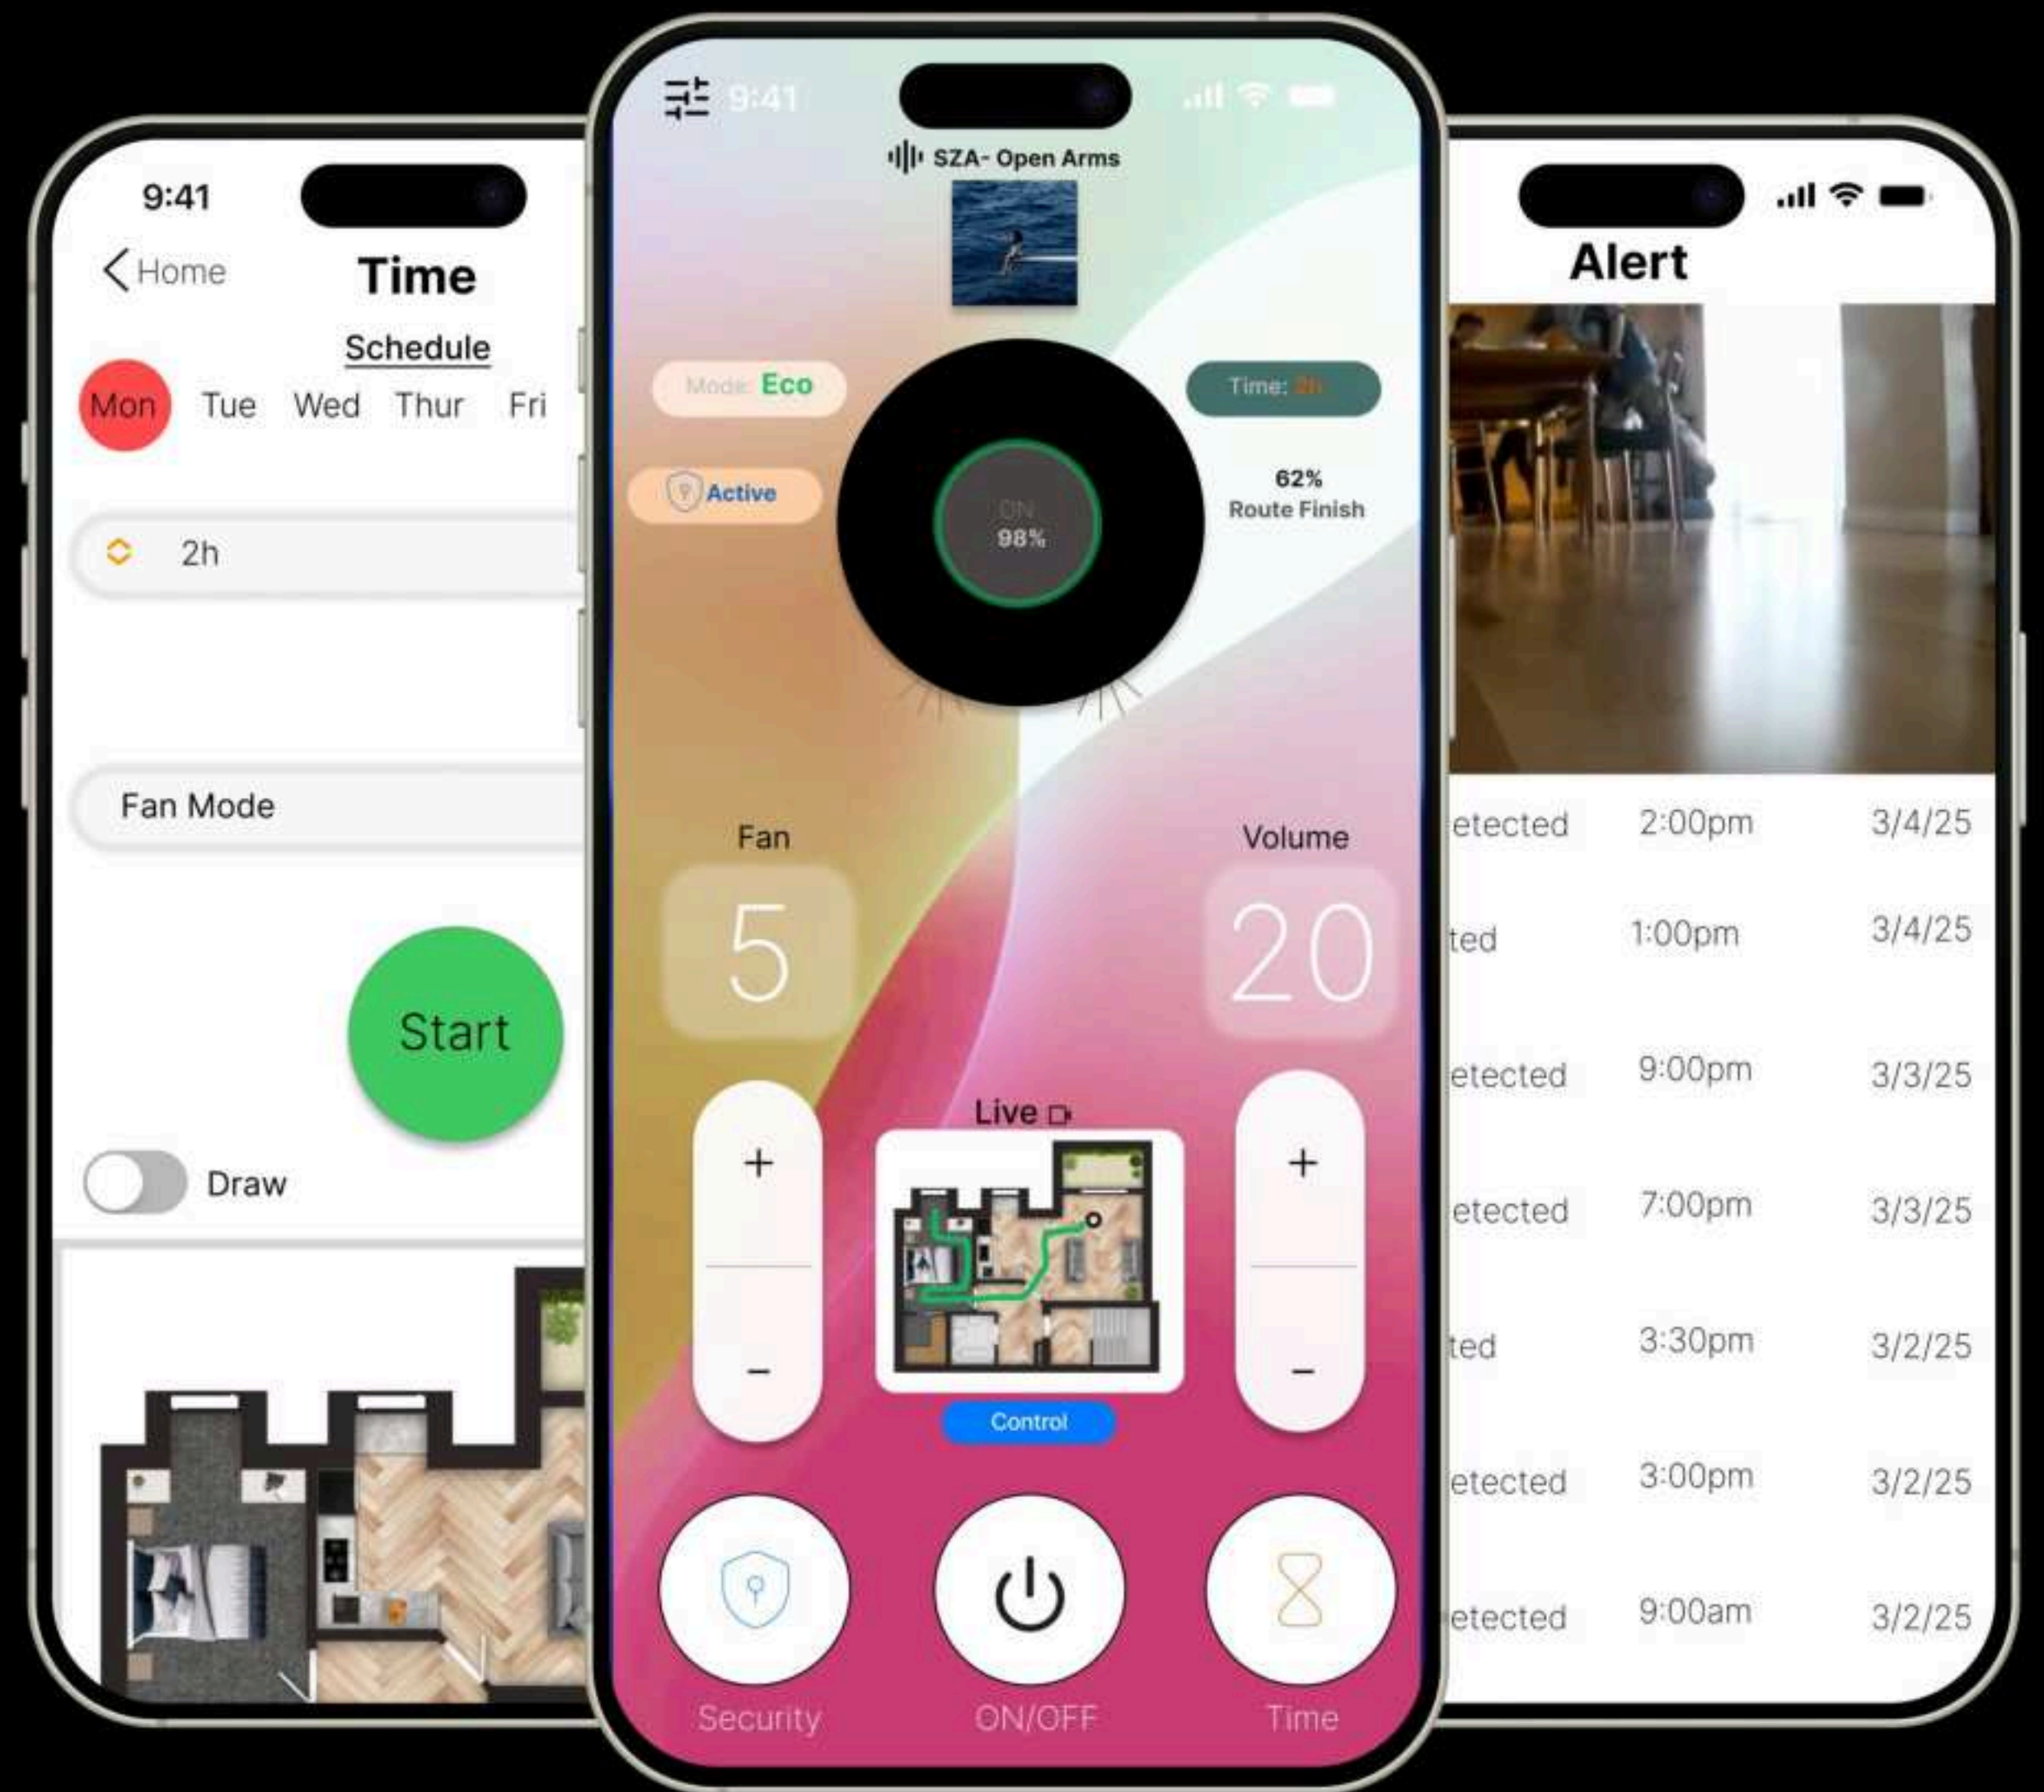 9:41
Home
Time
Schedule
Mon Tue Wed Thur Fri
2h
Fan Mode
Start
Draw
9:41
SZA- Open Arms
Mode: Eco
Time: 2h
Active
ON
98%
62%
Route Finish
Fan
Volume
5
20
Live
+
+
−
−
Control
Security
ON/OFF
Time
Alert
etected 2:00pm 3/4/25
ted 1:00pm 3/4/25
etected 9:00pm 3/3/25
etected 7:00pm 3/3/25
ted 3:30pm 3/2/25
etected 3:00pm 3/2/25
etected 9:00am 3/2/25